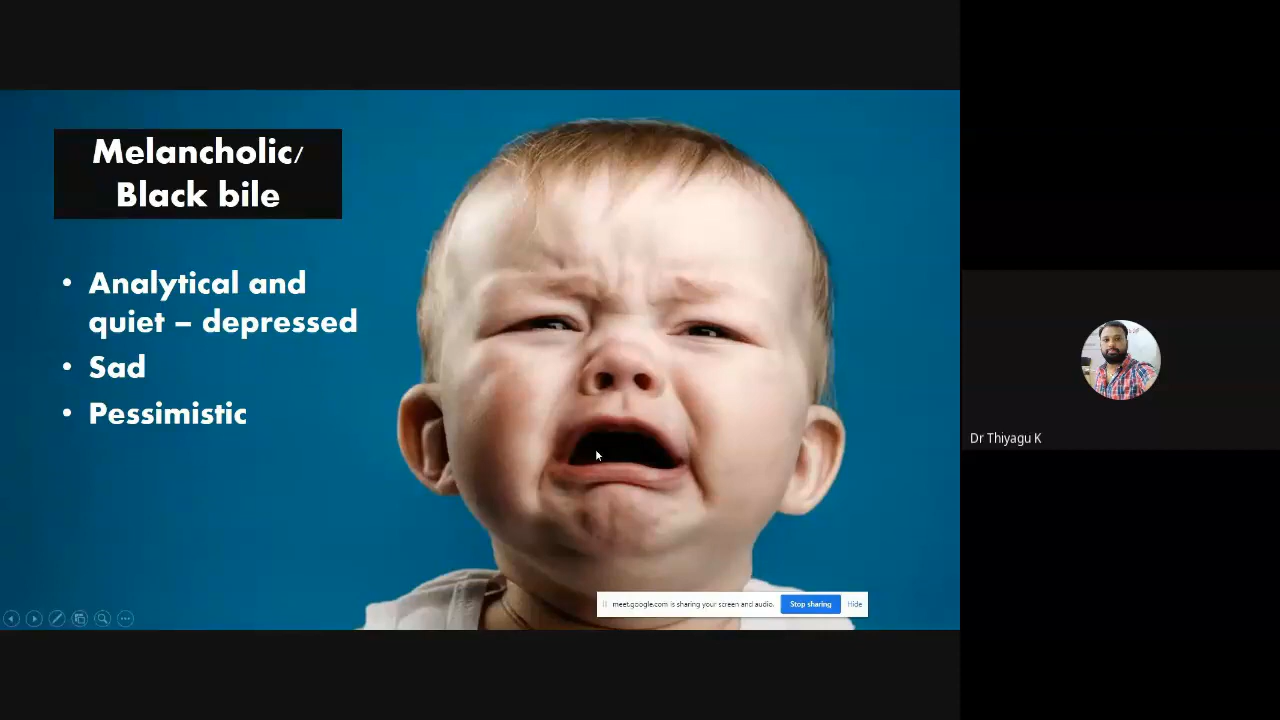 Melancholic/
Black bile
• Analytical and
quiet – depressed
• Sad
• Pessimistic
meet.google.com is sharing your screen and audio. Stop sharing Hide
Dr Thiyagu K